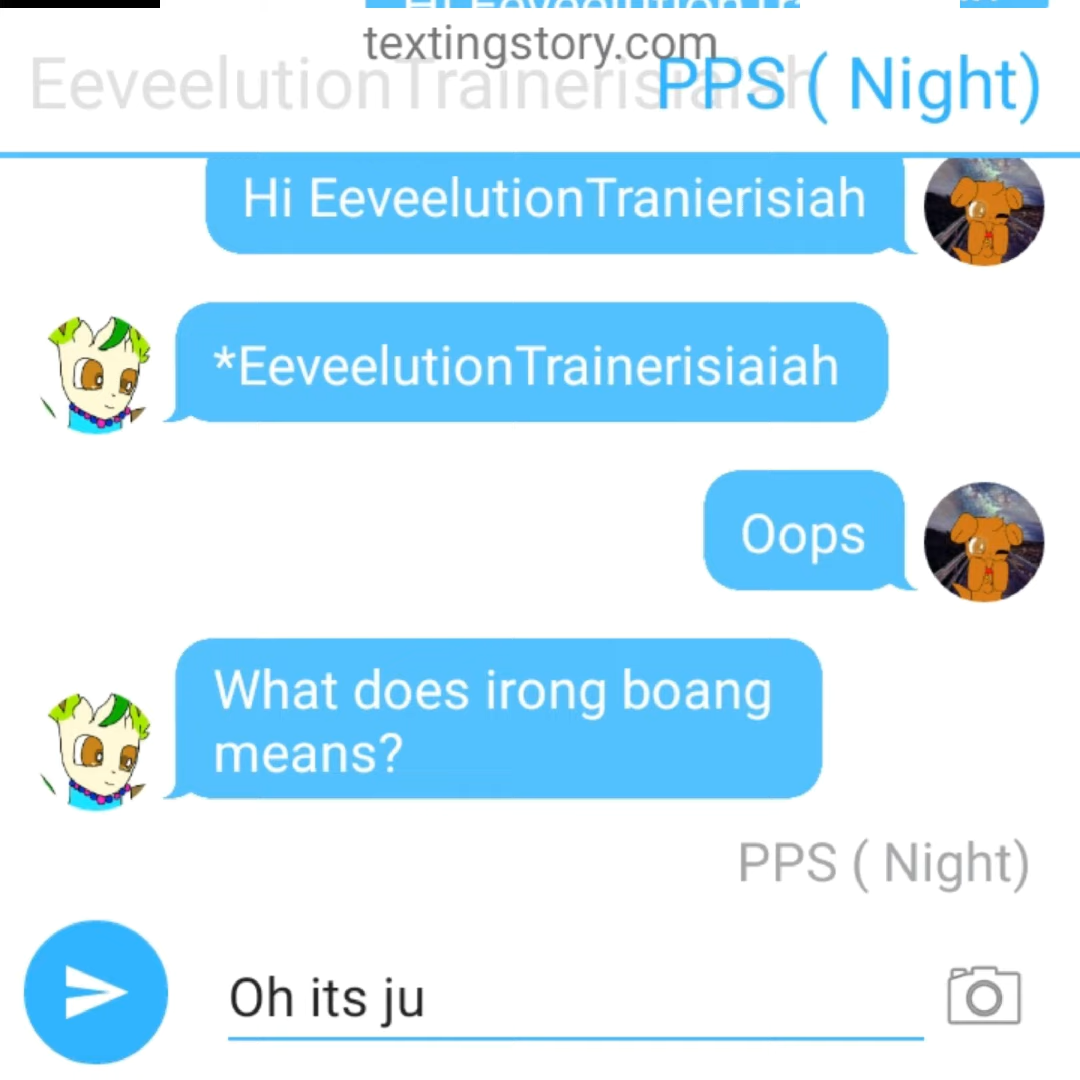 textingstory.com
EeveelutionTrainerisiaiah
PPS ( Night)
Hi EeveelutionTranierisiah
*EeveelutionTrainerisiaiah
Oops
What does irong boang
means?
PPS ( Night)
Oh its ju